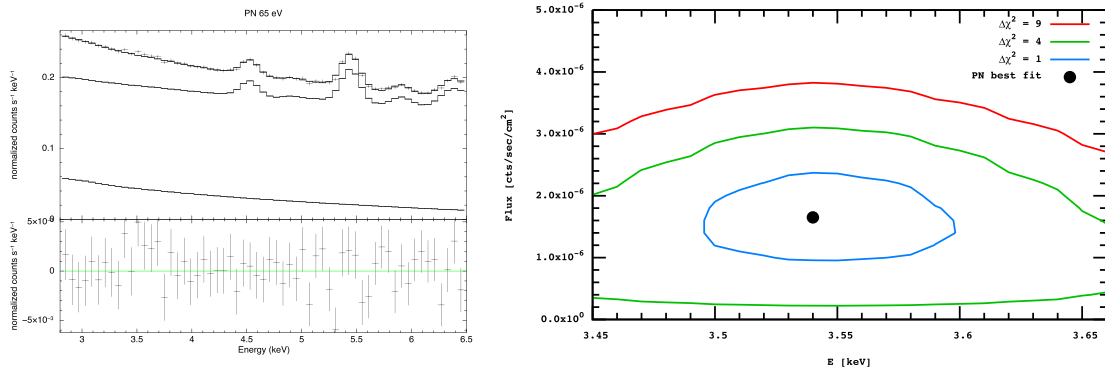 PN 65 eV
normalized counts s⁻¹ keV⁻¹
0.2
0.1
0
normalized counts s⁻¹ keV⁻¹
5×10⁻³
0
−5×10⁻³
3 3.5 4 4.5 5 5.5 6 6.5
Energy (keV)
Flux [cts/sec/cm²]
5.0x10⁻⁶
4.0x10⁻⁶
3.0x10⁻⁶
2.0x10⁻⁶
1.0x10⁻⁶
0.0x10⁰
Δχ² = 9
Δχ² = 4
Δχ² = 1
PN best fit
3.45 3.5 3.55 3.6 3.65
E [keV]